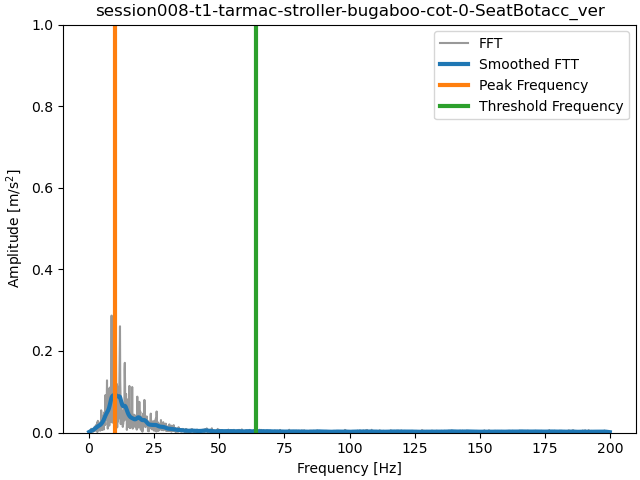 session008-t1-tarmac-stroller-bugaboo-cot-0-SeatBotacc_ver
FFT
Smoothed FTT
Peak Frequency
Threshold Frequency
1.0
0.8
0.6
0.4
0.2
0.0
Amplitude [m/s²]
0 25 50 75 100 125 150 175 200
Frequency [Hz]